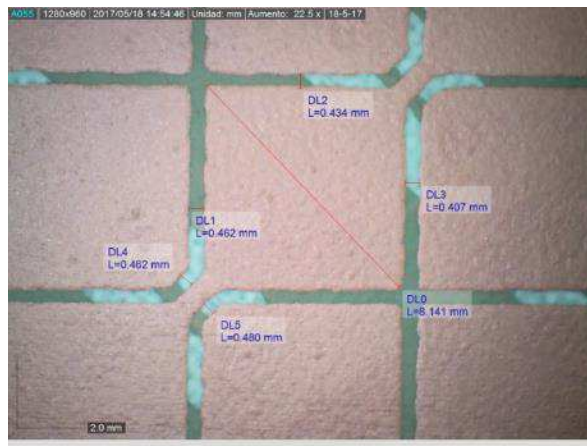 A055 | 1280x960 | 2017/05/18 14:54:46 | Unidad: mm | Aumento: 22.5 x | 18-5-17
DL2
L=0.434 mm
DL3
L=0.407 mm
DL1
L=0.462 mm
DL4
L=0.462 mm
DL0
L=8.141 mm
DL5
L=0.480 mm
2.0 mm